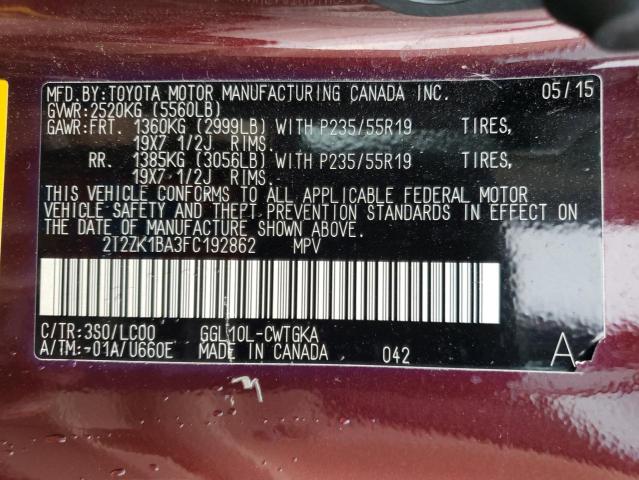 MFD.BY:TOYOTA MOTOR MANUFACTURING CANADA INC. 05/15
GVWR:2520KG (5560LB)
GAWR:FRT. 1360KG (2999LB) WITH P235/55R19 TIRES,
19X7 1/2J RIMS.
RR. 1385KG (3056LB) WITH P235/55R19 TIRES,
19X7 1/2J RIMS.
THIS VEHICLE CONFORMS TO ALL APPLICABLE FEDERAL MOTOR
VEHICLE SAFETY AND THEFT PREVENTION STANDARDS IN EFFECT ON
THE DATE OF MANUFACTURE SHOWN ABOVE.
2T2ZK1BA3FC192862 MPV
C/TR:3S0/LC00 GGL10L-CWTGKA
A/TM:-01A/U660E MADE IN CANADA 042 A